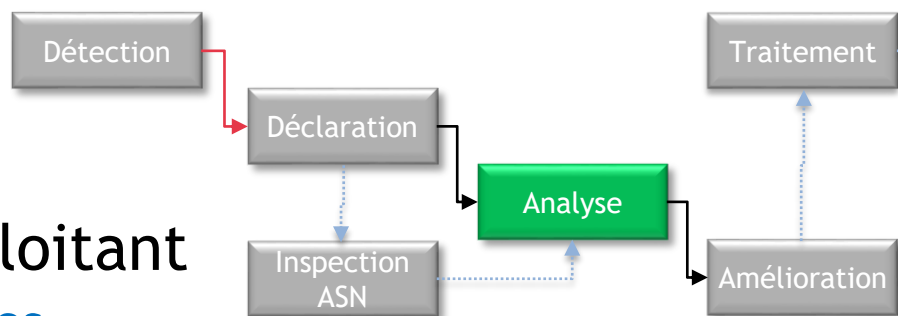 Détection
Traitement
Déclaration
Analyse
loitant
Inspection
ASN
Amélioration